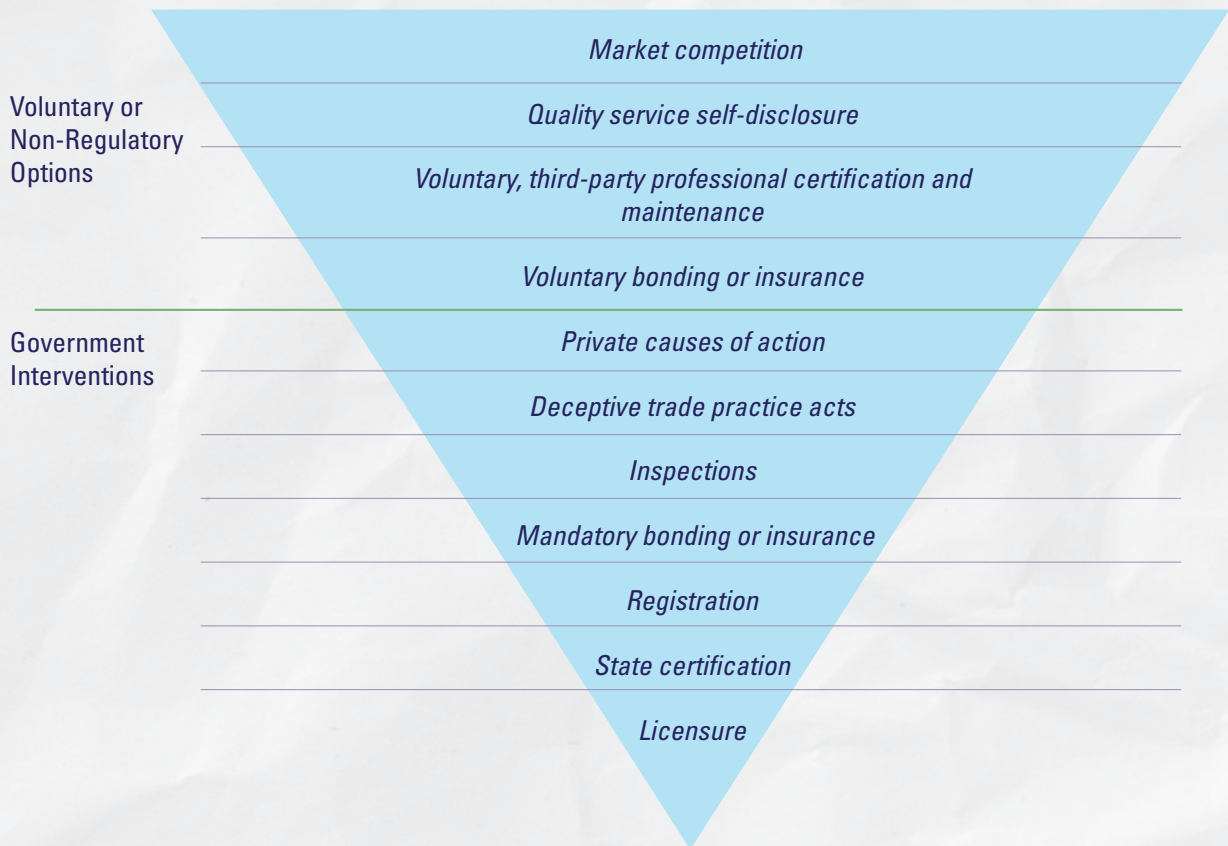 Market competition
Voluntary or
Non-Regulatory
Options
Quality service self-disclosure
Voluntary, third-party professional certification and
maintenance
Voluntary bonding or insurance
Government
Interventions
Private causes of action
Deceptive trade practice acts
Inspections
Mandatory bonding or insurance
Registration
State certification
Licensure